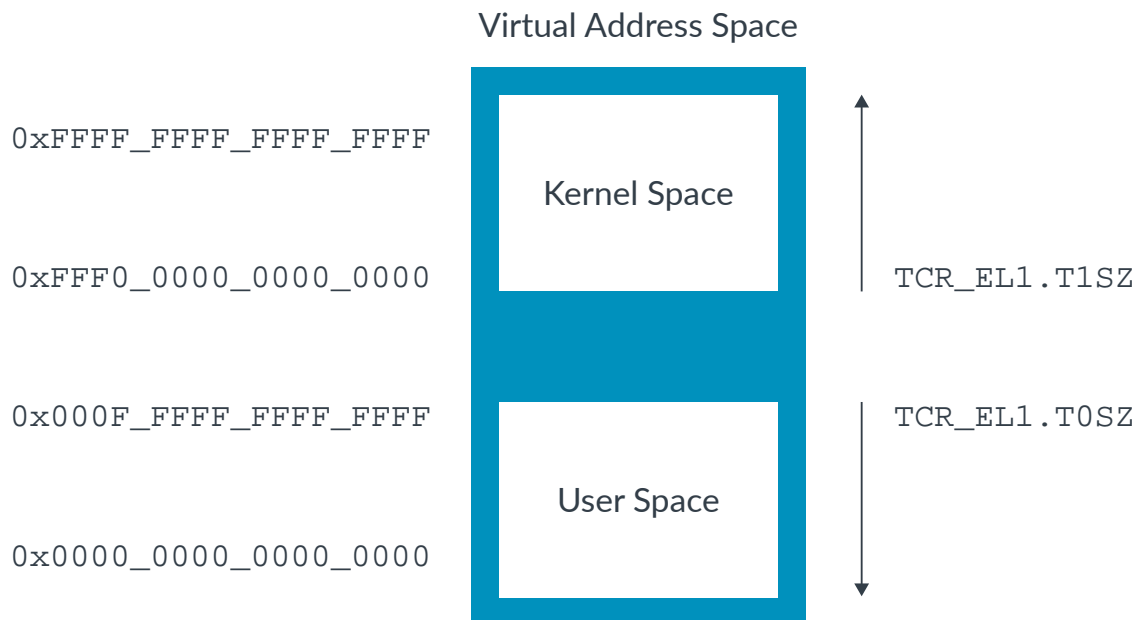 Virtual Address Space
0xFFFF_FFFF_FFFF_FFFF
Kernel Space
0xFFF0_0000_0000_0000
TCR_EL1.T1SZ
0x000F_FFFF_FFFF_FFFF
TCR_EL1.T0SZ
User Space
0x0000_0000_0000_0000